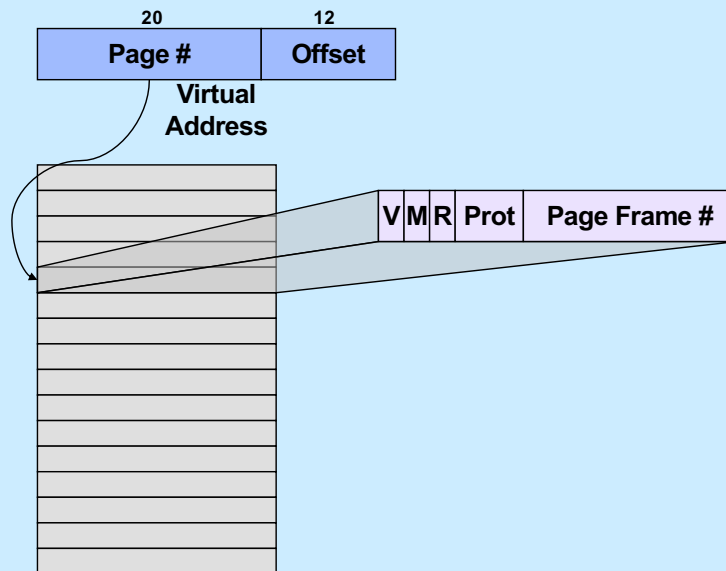 20 12
Page # Offset
Virtual
Address
V M R Prot Page Frame #